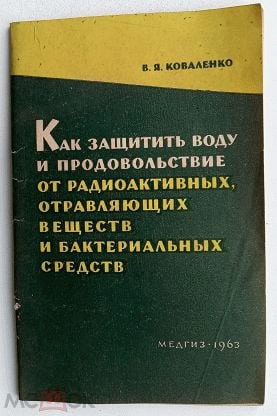 В. Я. КОВАЛЕНКО
КАК ЗАЩИТИТЬ ВОДУ
И ПРОДОВОЛЬСТВИЕ
ОТ РАДИОАКТИВНЫХ,
ОТРАВЛЯЮЩИХ
ВЕЩЕСТВ
И БАКТЕРИАЛЬНЫХ
СРЕДСТВ
МЕДГИЗ · 1963